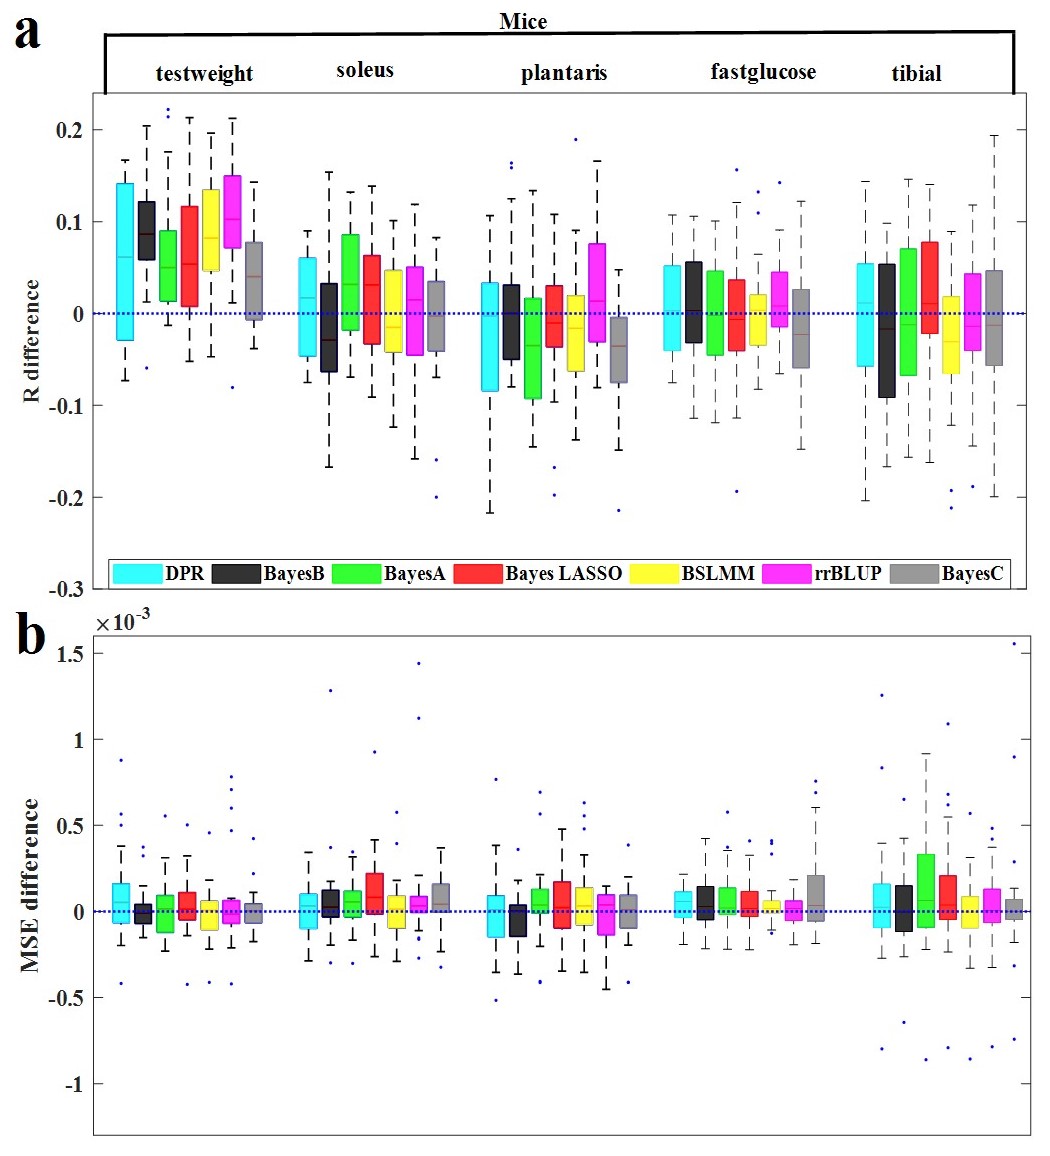 a
Mice
testweight soleus plantaris fastglucose tibial
R difference
0.2
0.1
0
-0.1
-0.2
-0.3
DPR BayesB BayesA Bayes LASSO BSLMM rrBLUP BayesC
b
×10-3
MSE difference
1.5
1
0.5
0
-0.5
-1